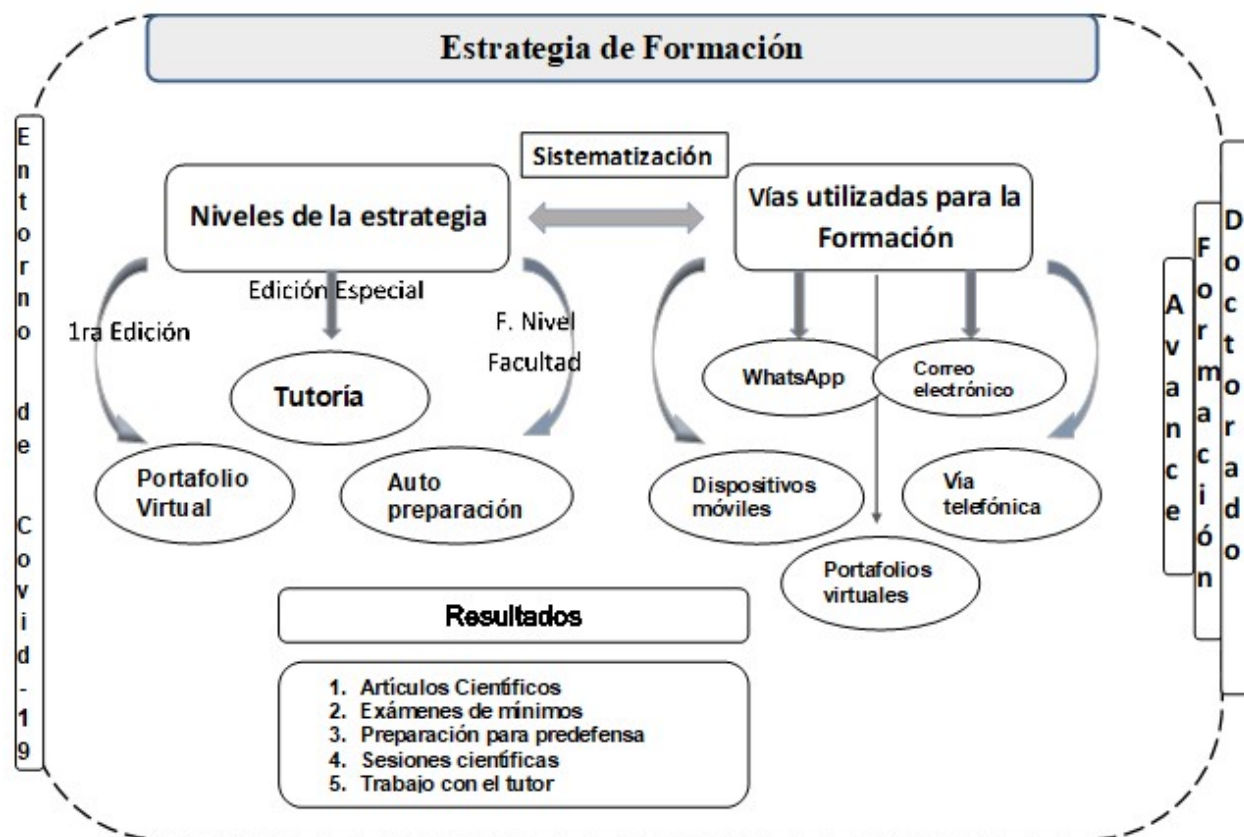 Estrategia de Formación
Entorno de Covid-19
Sistematización
Niveles de la estrategia
Vías utilizadas para la
Formación
1ra Edición
Edición Especial
F. Nivel
Facultad
Tutoría
Portafolio
Virtual
Auto
preparación
WhatsApp
Correo
electrónico
Dispositivos
móviles
Vía
telefónica
Portafolios
virtuales
Avance
Formación
Doctorado
Resultados
1. Artículos Científicos
2. Exámenes de mínimos
3. Preparación para predefensa
4. Sesiones científicas
5. Trabajo con el tutor